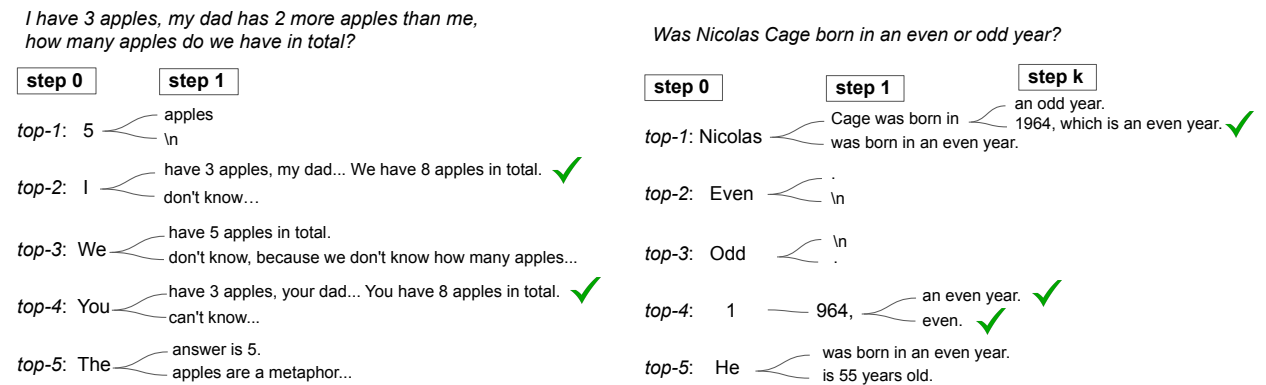 I have 3 apples, my dad has 2 more apples than me,
how many apples do we have in total?
step 0 step 1
top-1: 5
apples
\n
top-2: I
have 3 apples, my dad... We have 8 apples in total.
don't know…
top-3: We
have 5 apples in total.
don't know, because we don't know how many apples...
top-4: You
have 3 apples, your dad... You have 8 apples in total.
can't know...
top-5: The
answer is 5.
apples are a metaphor...
Was Nicolas Cage born in an even or odd year?
step 0 step 1 step k
top-1: Nicolas
Cage was born in
an odd year.
1964, which is an even year.
was born in an even year.
top-2: Even
.
\n
top-3: Odd
\n
.
top-4: 1
964,
an even year.
even.
top-5: He
was born in an even year.
is 55 years old.